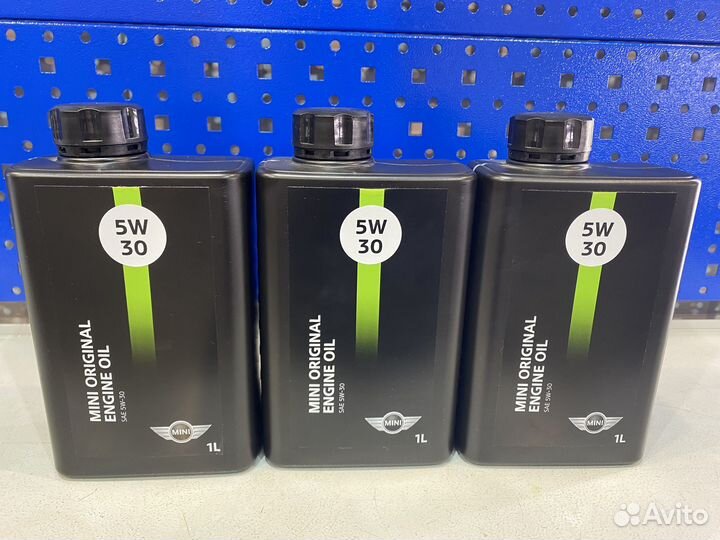 5W
30
MINI ORIGINAL
ENGINE OIL
SAE 5W-30
MINI
1L
5W
30
MINI ORIGINAL
ENGINE OIL
SAE 5W-30
MINI
1L
5W
30
MINI ORIGINAL
ENGINE OIL
SAE 5W-30
MINI
1L
Avito